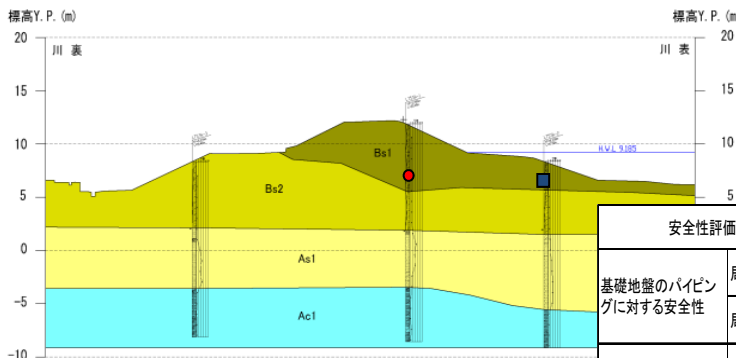 標高Y.P.(m)
標高Y.P.(m)
20
20
川 裏
川 表
15
15
10
10
H.W.L 9.185
Bs1
Bs2
5
5
As1
0
-5
Ac1
-10
安全性評価
基礎地盤のパイピン
グに対する安全性